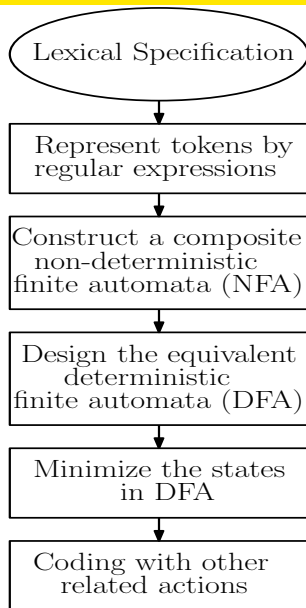 Lexical Specification
Represent tokens by
regular expressions
Construct a composite
non-deterministic
finite automata (NFA)
Design the equivalent
deterministic
finite automata (DFA)
Minimize the states
in DFA
Coding with other
related actions